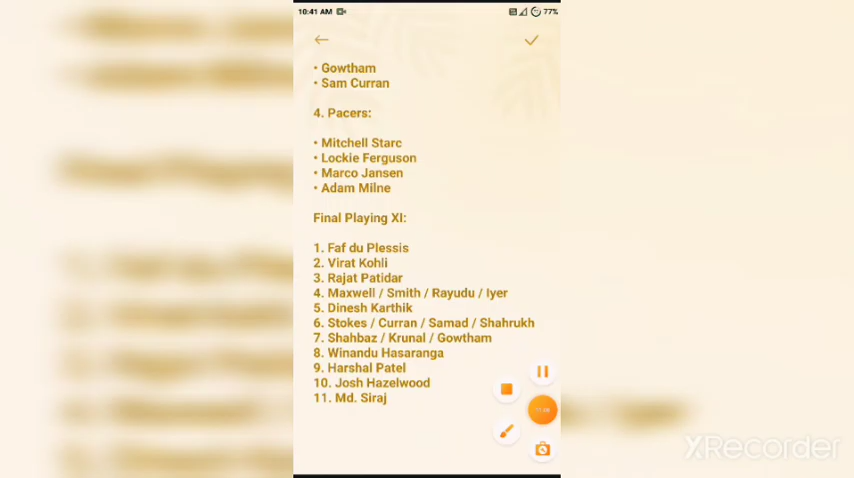 10:41 AM
77%
• Gowtham
• Sam Curran
4. Pacers:
• Mitchell Starc
• Lockie Ferguson
• Marco Jansen
• Adam Milne
Final Playing XI:
1. Faf du Plessis
2. Virat Kohli
3. Rajat Patidar
4. Maxwell / Smith / Rayudu / Iyer
5. Dinesh Karthik
6. Stokes / Curran / Samad / Shahrukh
7. Shahbaz / Krunal / Gowtham
8. Winandu Hasaranga
9. Harshal Patel
10. Josh Hazelwood
11. Md. Siraj
XRecorder